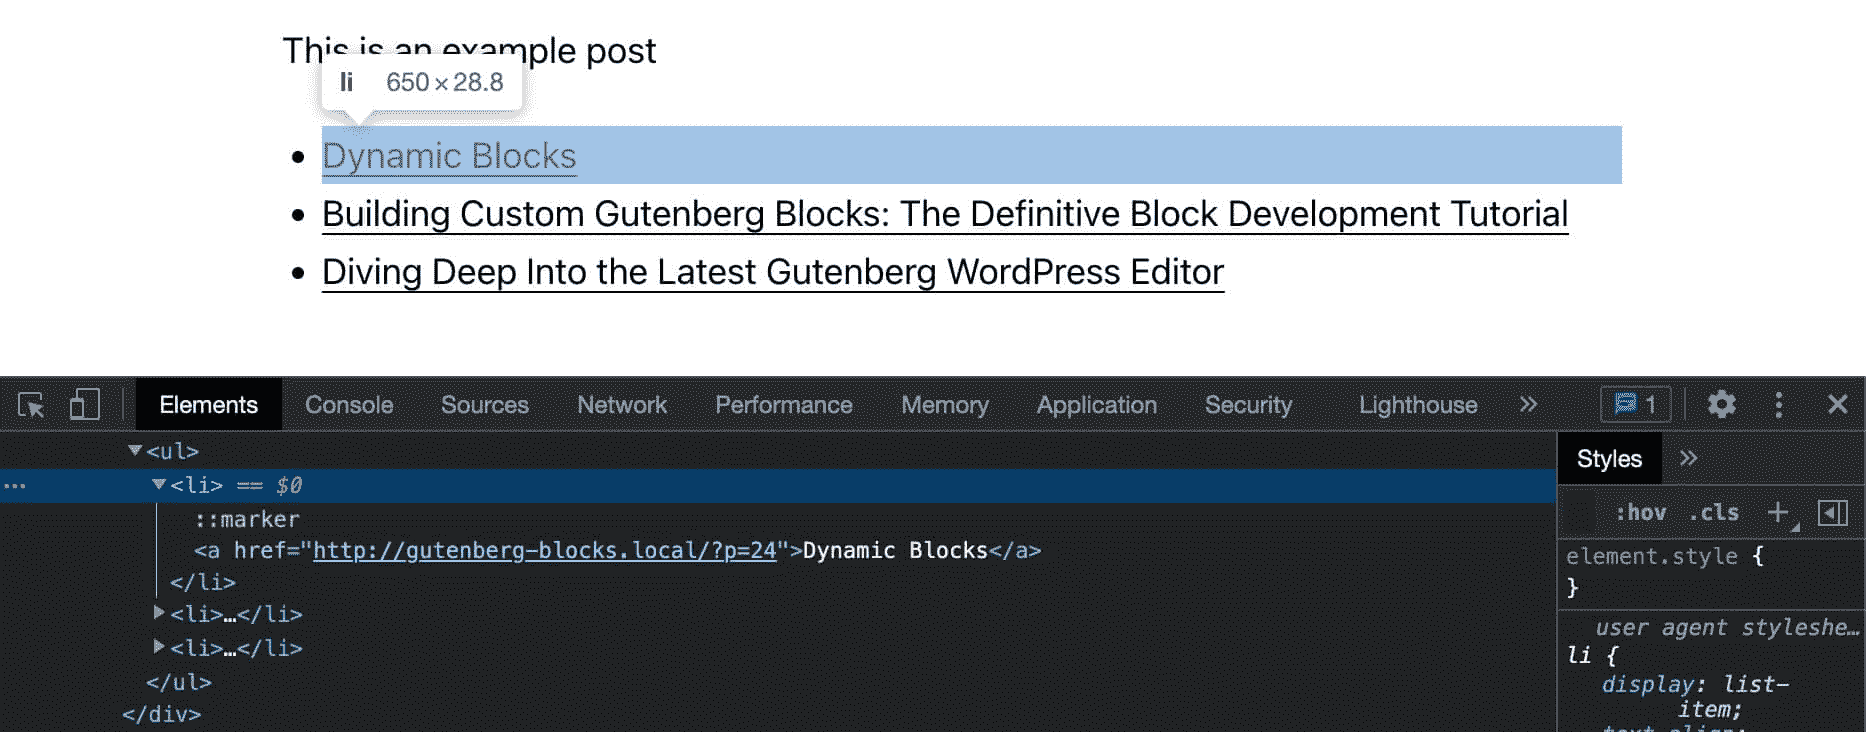 This is an example post
li 650 × 28.8
• Dynamic Blocks
• Building Custom Gutenberg Blocks: The Definitive Block Development Tutorial
• Diving Deep Into the Latest Gutenberg WordPress Editor
Elements Console Sources Network Performance Memory Application Security Lighthouse » 1
▼<ul>
… ▼<li> == $0
::marker
<a href="http://gutenberg-blocks.local/?p=24">Dynamic Blocks</a>
</li>
▶<li>…</li>
▶<li>…</li>
</ul>
</div>
Styles »
:hov .cls +
element.style {
}
user agent styleshe…
li {
display: list-
item;
text-align: